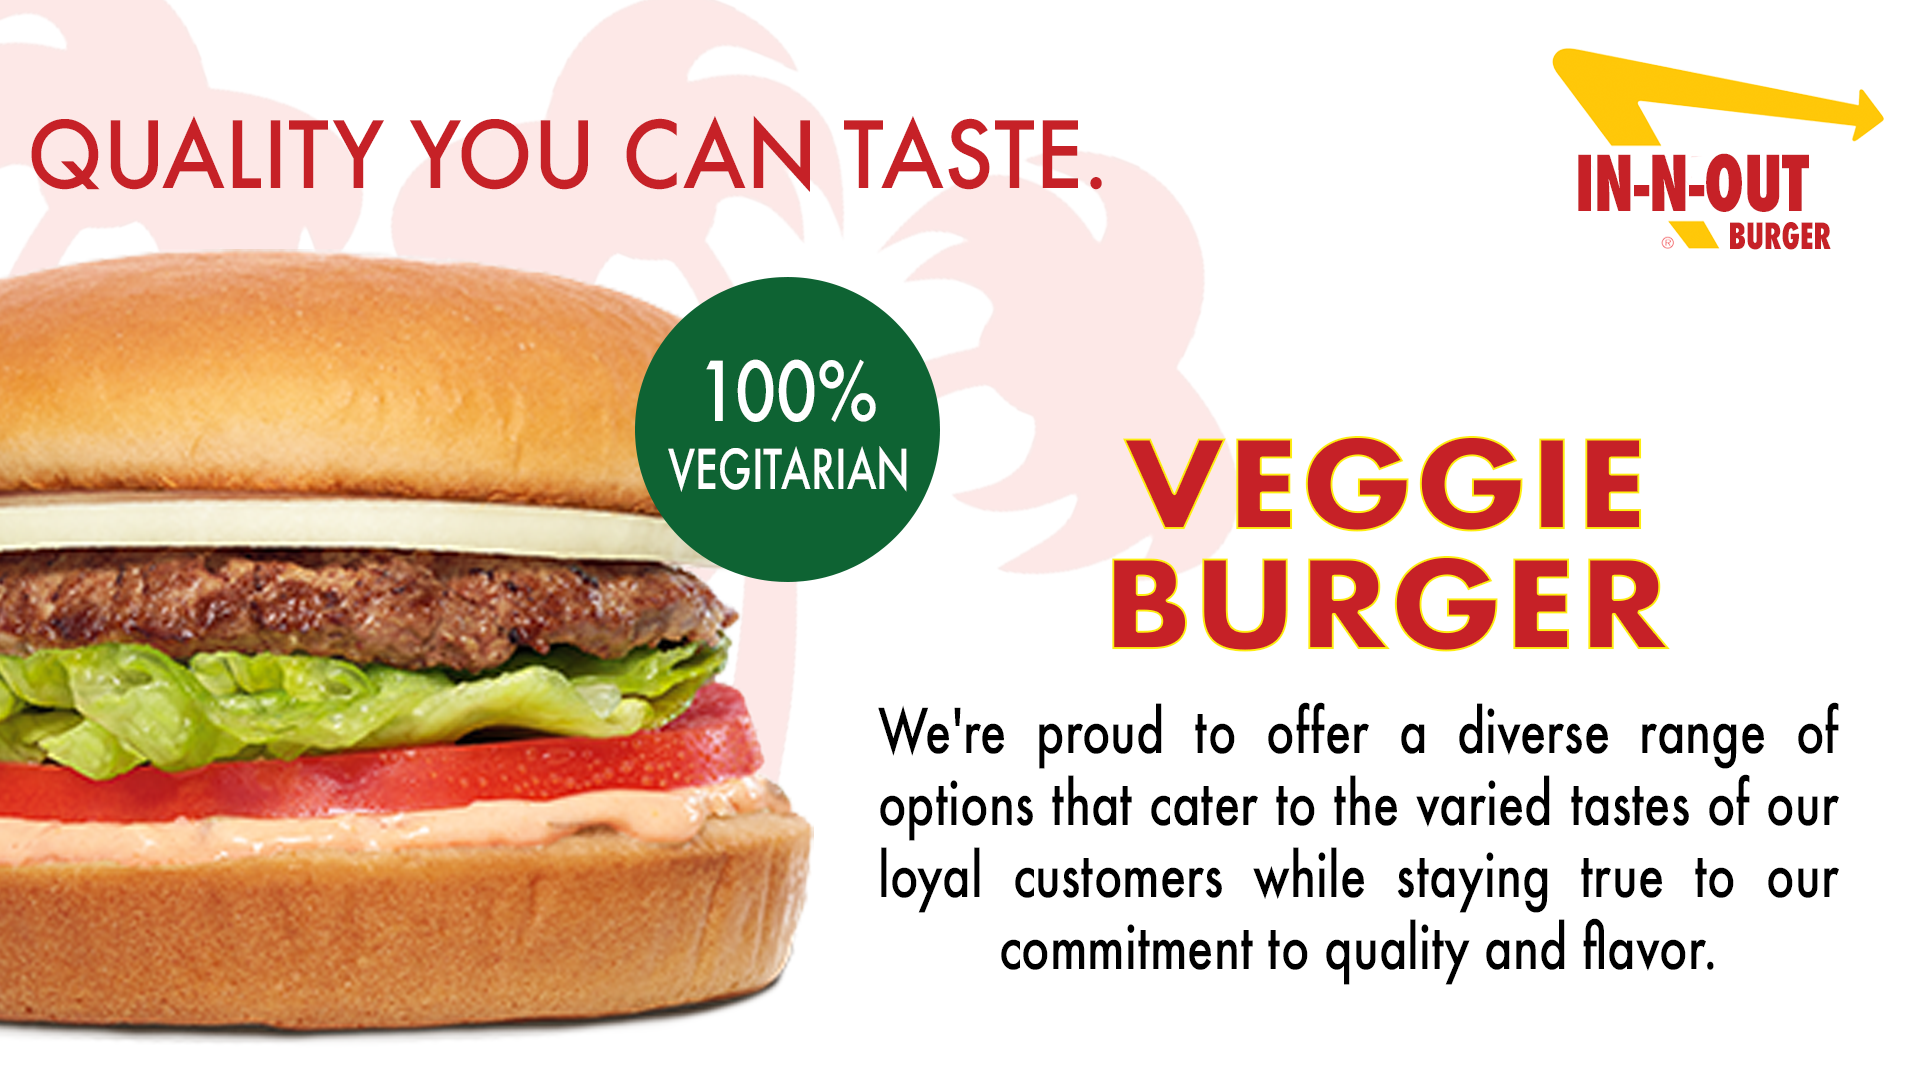 QUALITY YOU CAN TASTE.
IN-N-OUT
® BURGER
100%
VEGITARIAN
VEGGIE
BURGER
We're proud to offer a diverse range of
options that cater to the varied tastes of our
loyal customers while staying true to our
commitment to quality and flavor.